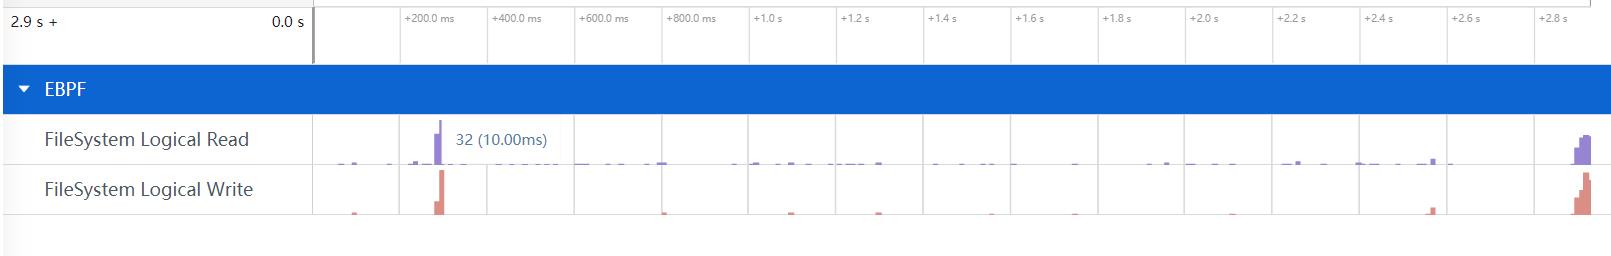 2.9 s + 0.0 s +200.0 ms +400.0 ms +600.0 ms +800.0 ms +1.0 s +1.2 s +1.4 s +1.6 s +1.8 s +2.0 s +2.2 s +2.4 s +2.6 s +2.8 s
EBPF
FileSystem Logical Read 32 (10.00ms)
FileSystem Logical Write